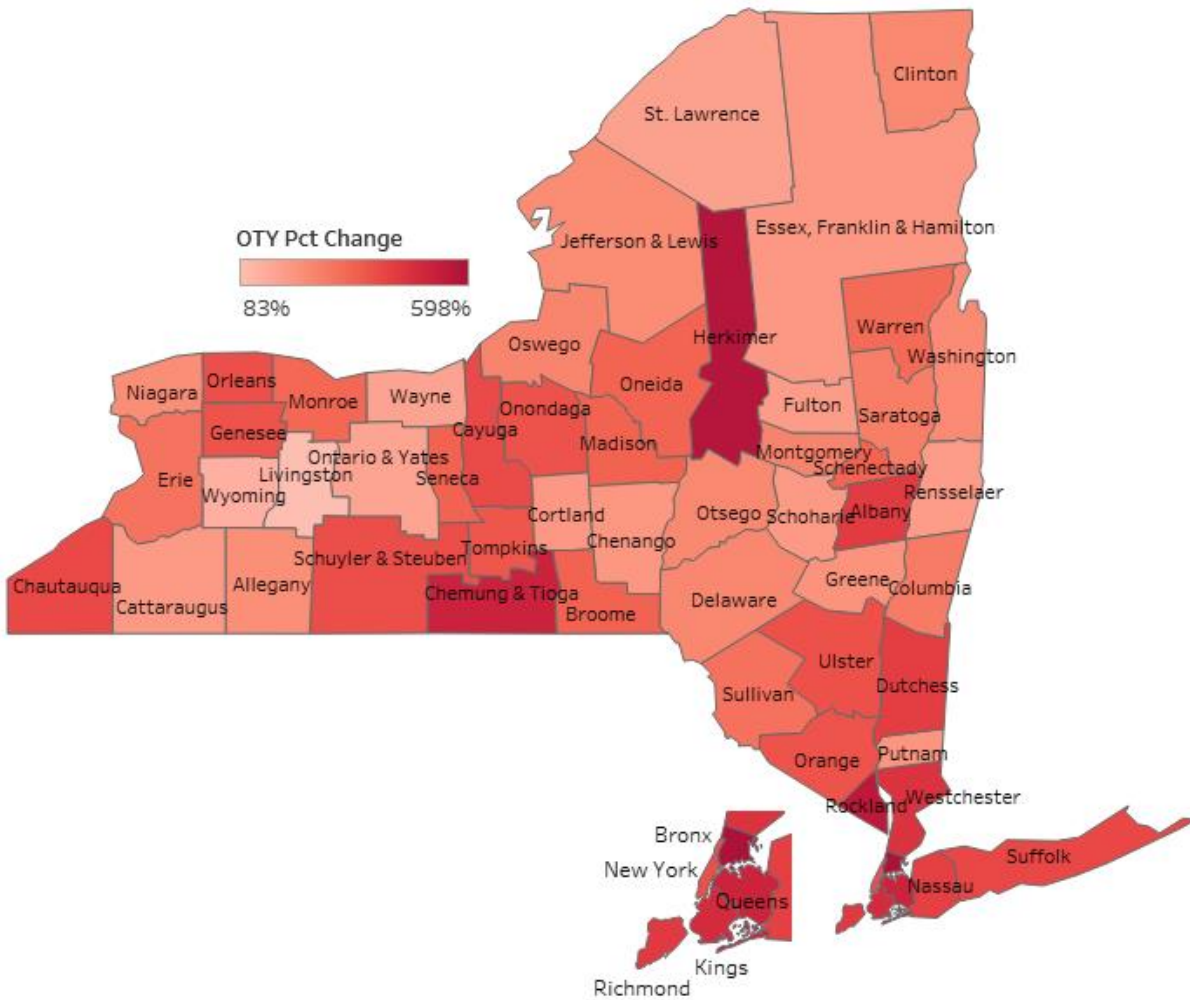 Clinton
St. Lawrence
Essex, Franklin & Hamilton
OTY Pct Change
Jefferson & Lewis
83%
598%
Warren
Herkimer
Oswego
Washington
Orleans
Oneida
Niagara
Wayne
Monroe
Fulton
Onondaga
Saratoga
Cayuga
Genesee
Madison
Montgomery
Ontario & Yates
Schenectady
Livingston
Seneca
Erie
Wyoming
Rensselaer
Albany
Otsego
Schoharie
Cortland
Chenango
Tompkins
Schuyler & Steuben
Greene
Chautauqua
Allegany
Columbia
Chemung & Tioga
Delaware
Cattaraugus
Broome
Ulster
Dutchess
Sullivan
Putnam
Orange
Westchester
Rockland
Bronx
Suffolk
New York
Nassau
Queens
Kings
Richmond